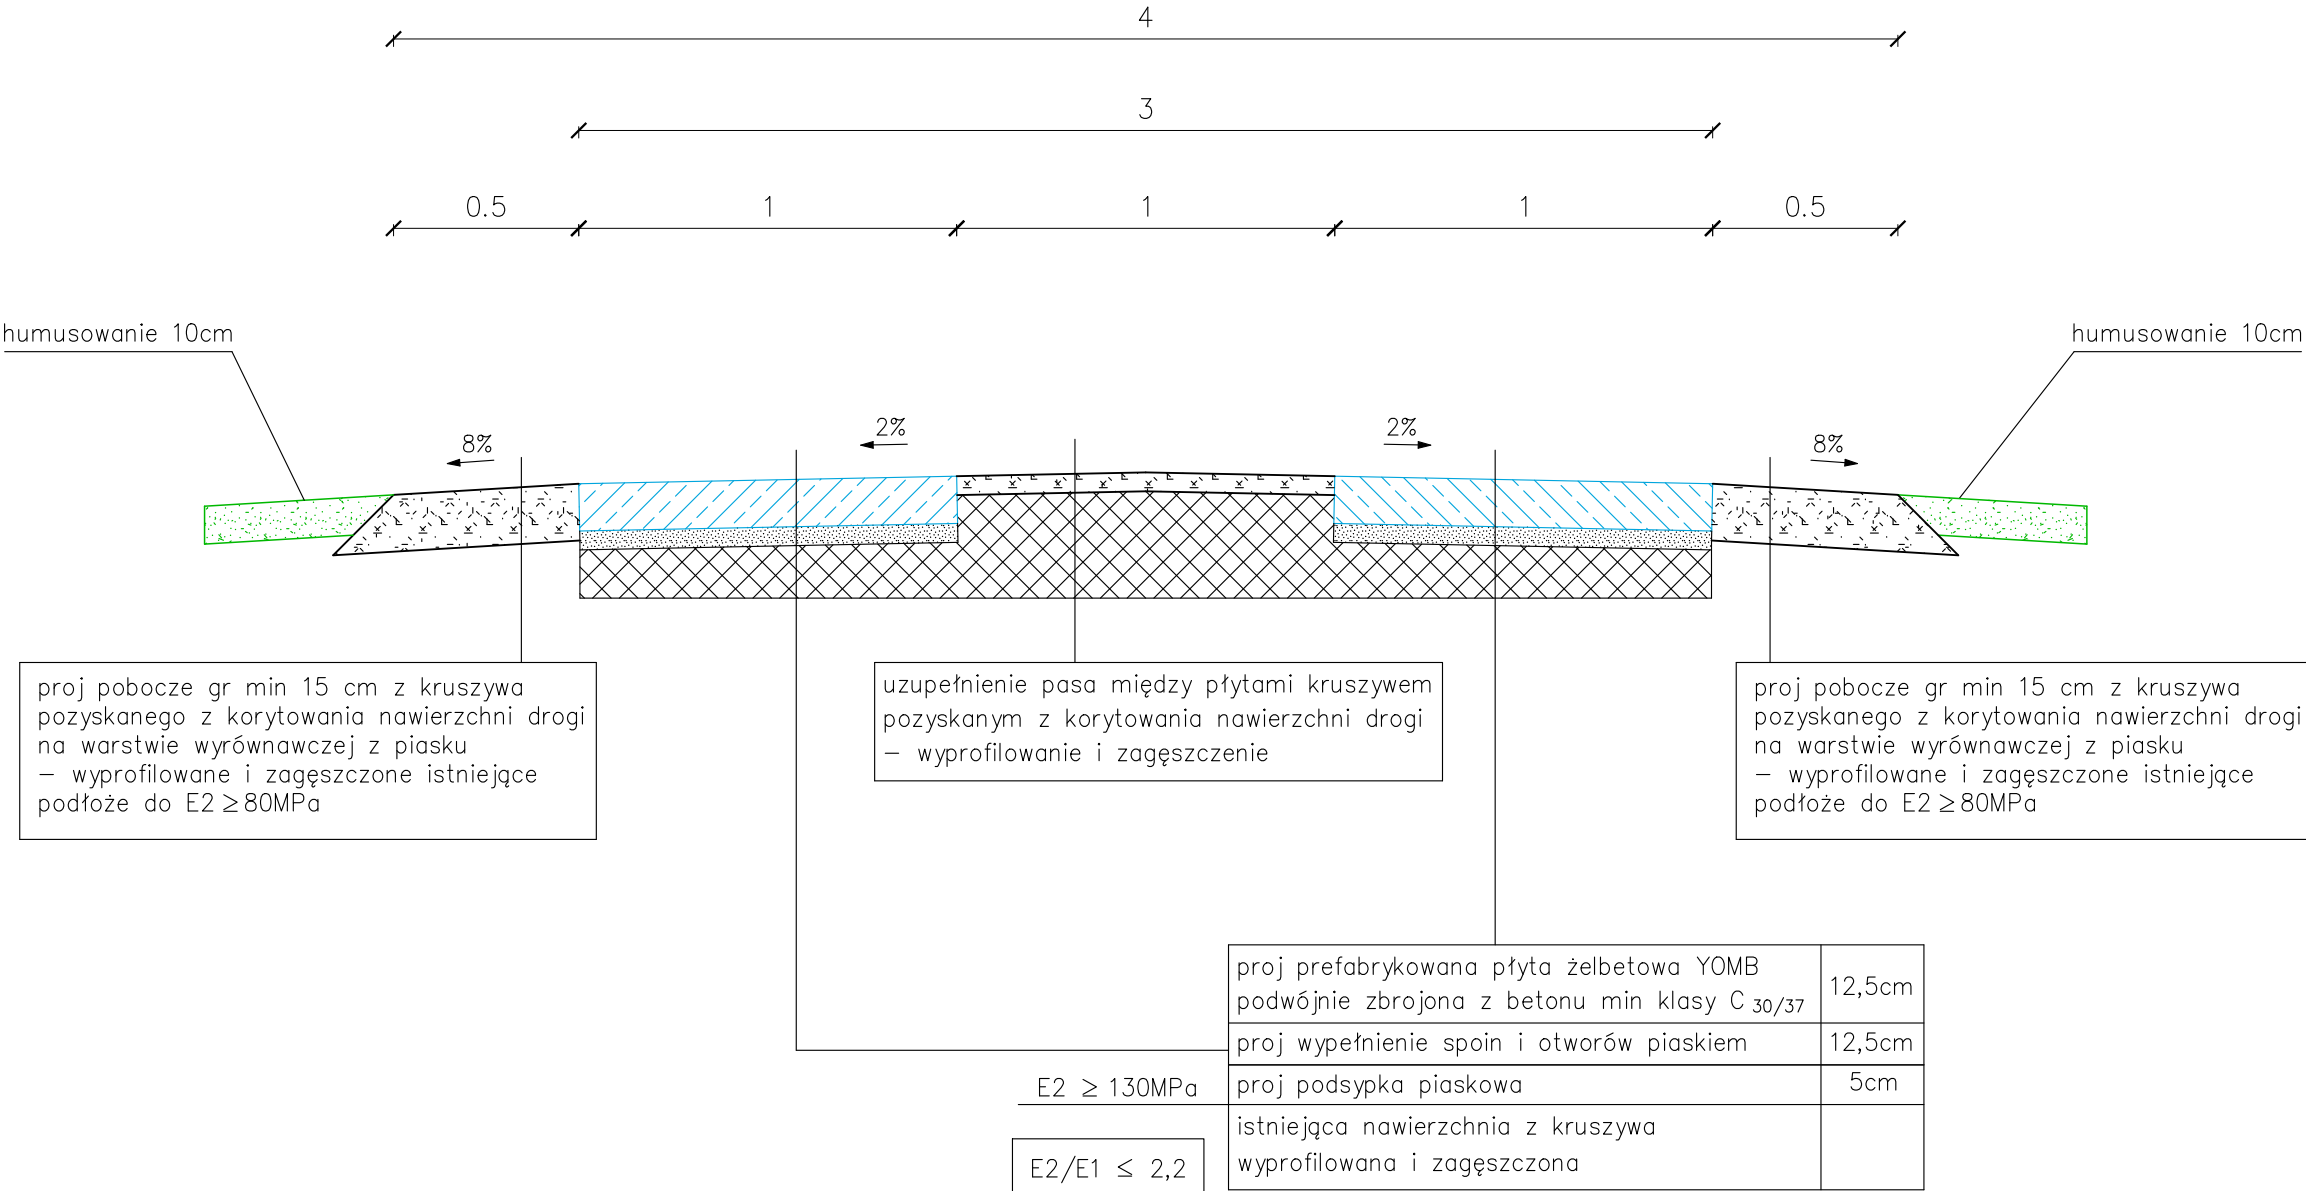 4
3
0.5 1 1 1 0.5
humusowanie 10cm
humusowanie 10cm
8%
2%
2%
8%
proj pobocze gr min 15 cm z kruszywa
pozyskanego z korytowania nawierzchni drogi
na warstwie wyrównawczej z piasku
– wyprofilowane i zagęszczone istniejące
podłoże do E2 ≥ 80MPa
uzupełnienie pasa między płytami kruszywem
pozyskanym z korytowania nawierzchni drogi
– wyprofilowanie i zagęszczenie
proj pobocze gr min 15 cm z kruszywa
pozyskanego z korytowania nawierzchni drogi
na warstwie wyrównawczej z piasku
– wyprofilowane i zagęszczone istniejące
podłoże do E2 ≥ 80MPa
proj prefabrykowana płyta żelbetowa YOMB
podwójnie zbrojona z betonu min klasy C 30/37
12,5cm
proj wypełnienie spoin i otworów piaskiem 12,5cm
E2 ≥ 130MPa
proj podsypka piaskowa 5cm
istniejąca nawierzchnia z kruszywa
wyprofilowana i zagęszczona
E2/E1 ≤ 2,2